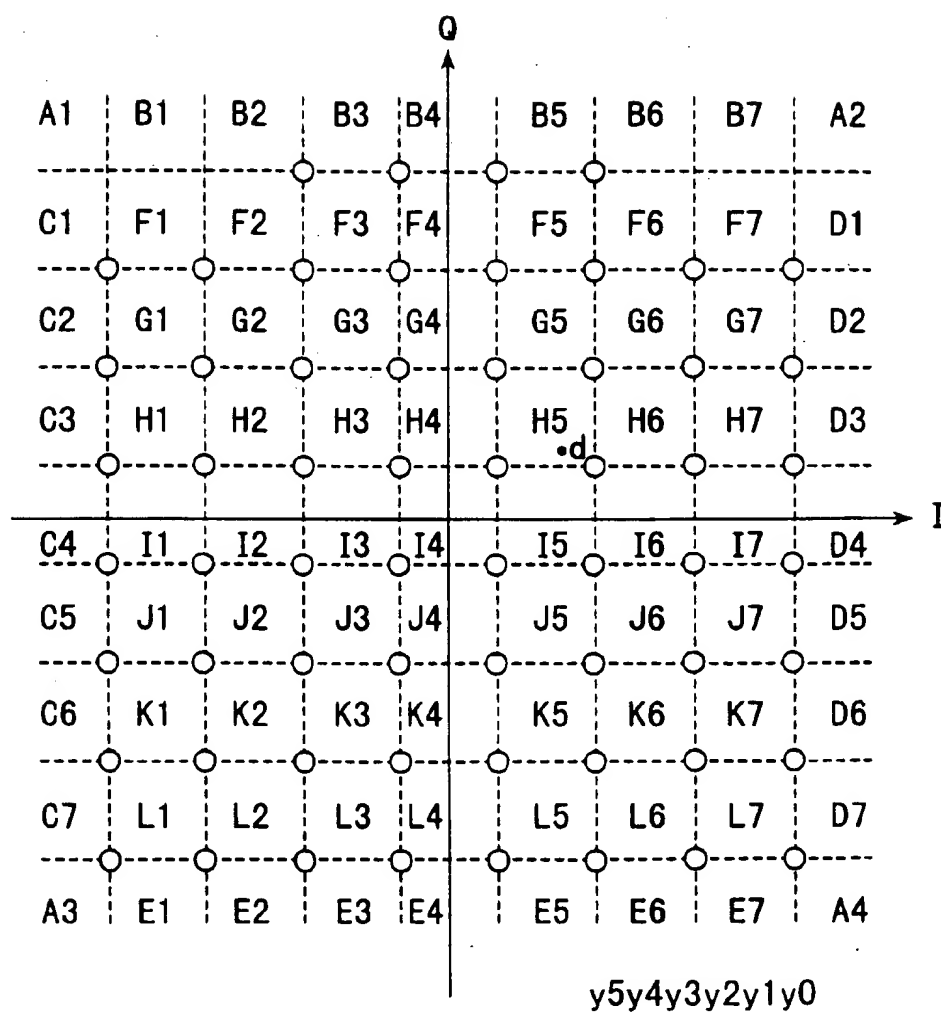 Q
A1 B1 B2 B3 B4 B5 B6 B7 A2
C1 F1 F2 F3 F4 F5 F6 F7 D1
C2 G1 G2 G3 G4 G5 G6 G7 D2
C3 H1 H2 H3 H4 H5 H6 H7 D3
d
I
C4 I1 I2 I3 I4 I5 I6 I7 D4
C5 J1 J2 J3 J4 J5 J6 J7 D5
C6 K1 K2 K3 K4 K5 K6 K7 D6
C7 L1 L2 L3 L4 L5 L6 L7 D7
A3 E1 E2 E3 E4 E5 E6 E7 A4
y5y4y3y2y1y0